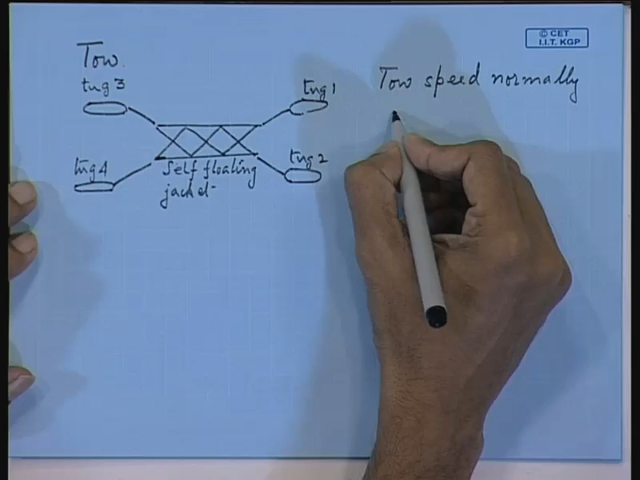 © CET
I.I.T. KGP
Tow.
tug 3
tug 1
Tow speed normally
tug 4
tug 2
Self floating
jacket